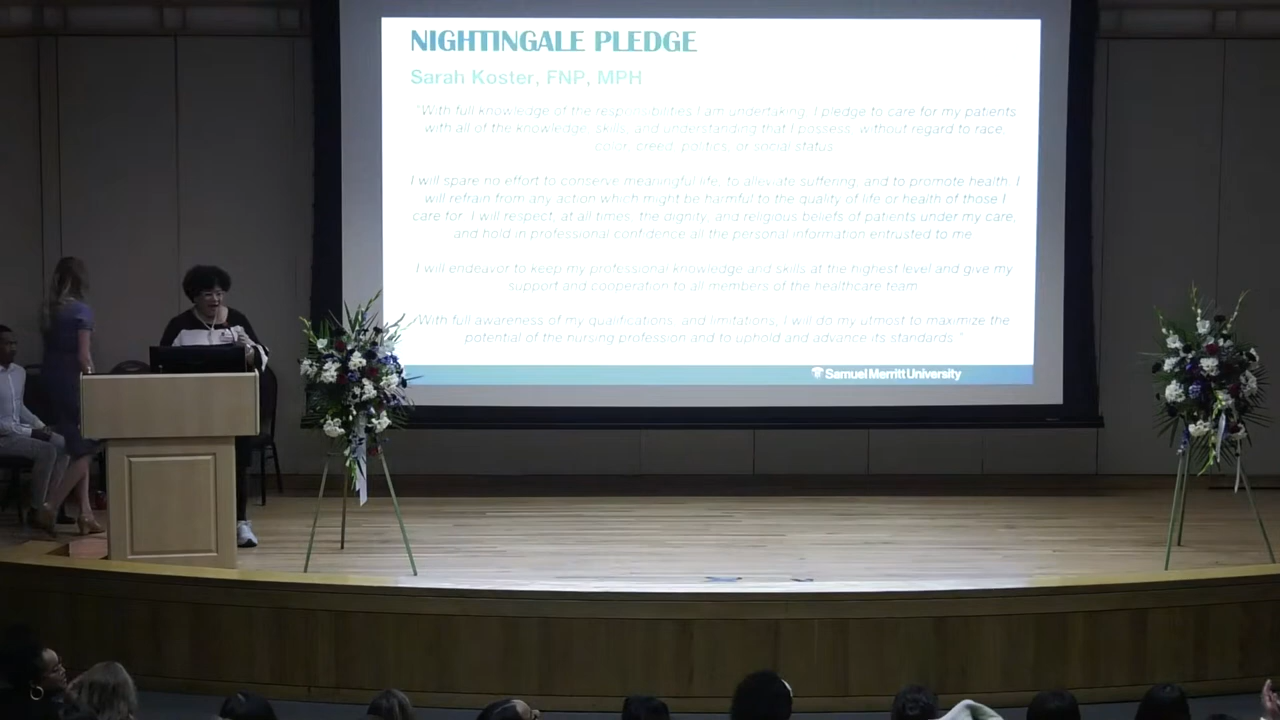 NIGHTINGALE PLEDGE
Sarah Koster, FNP, MPH
"With full knowledge of the responsibilities I am undertaking, I pledge to care for my patients
with all of the knowledge, skills, and understanding that I possess, without regard to race,
color, creed, politics, or social status.
I will spare no effort to conserve meaningful life, to alleviate suffering, and to promote health. I
will refrain from any action which might be harmful to the quality of life or health of those I
care for. I will respect, at all times, the dignity, and religious beliefs of patients under my care,
and hold in professional confidence all the personal information entrusted to me.
I will endeavor to keep my professional knowledge and skills at the highest level and give my
support and cooperation to all members of the healthcare team.
With full awareness of my qualifications, and limitations, I will do my utmost to maximize the
potential of the nursing profession and to uphold and advance its standards."
Samuel Merritt University